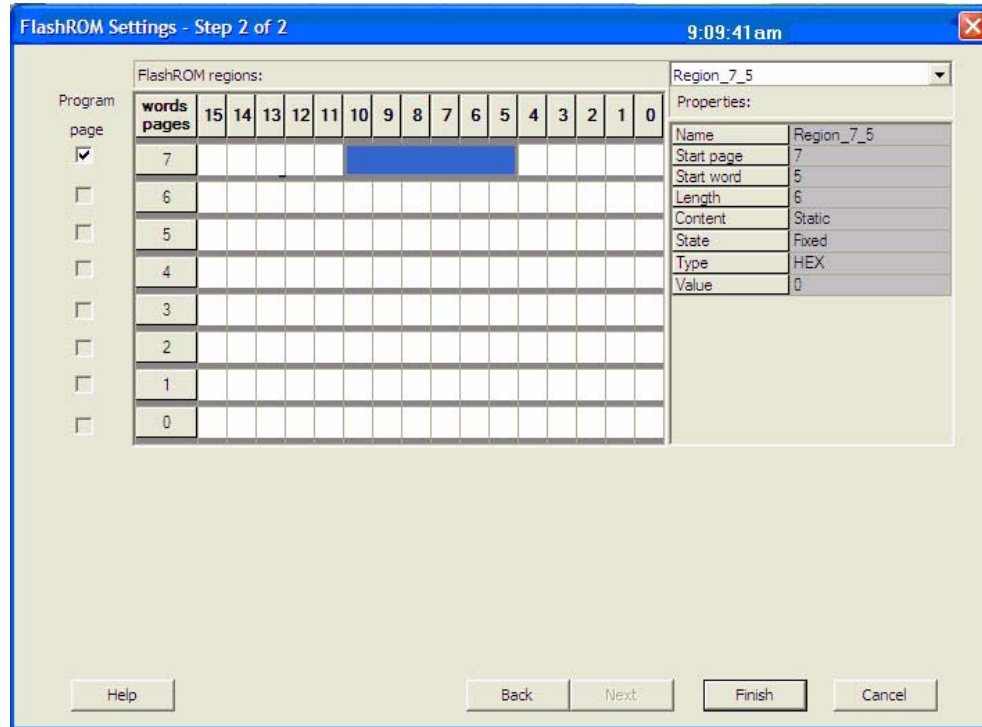 FlashROM Settings - Step 2 of 2
9:09:41am
FlashROM regions:
Region_7_5
Program
page
words
pages
15 14 13 12 11 10 9 8 7 6 5 4 3 2 1 0
7
6
5
4
3
2
1
0
Properties:
Name Region_7_5
Start page 7
Start word 5
Length 6
Content Static
State Fixed
Type HEX
Value 0
Help Back Next Finish Cancel